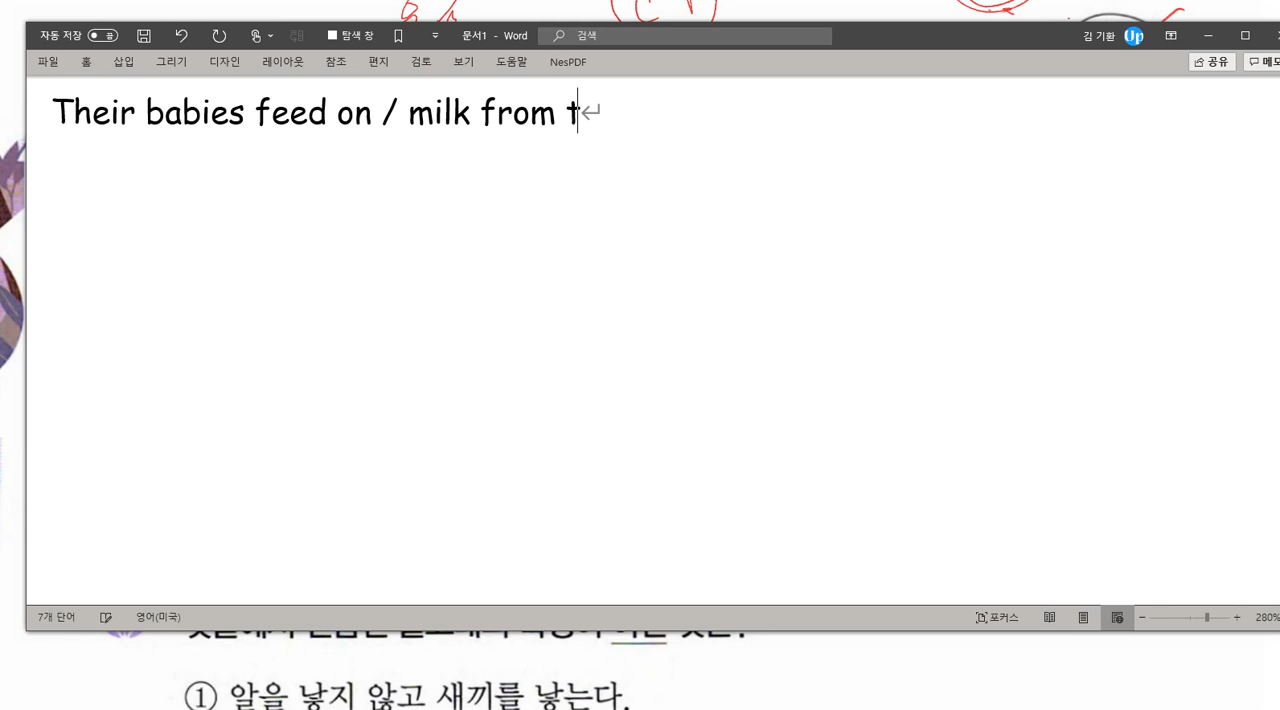 자동 저장 문서1 - Word 검색 김 기환 Up
탐색 창
파일 홈 삽입 그리기 디자인 레이아웃 참조 편지 검토 보기 도움말 NesPDF 공유 메모
Their babies feed on / milk from t
7개 단어 영어(미국) 포커스 280%
① 알을 낳지 않고 새끼를 낳는다.